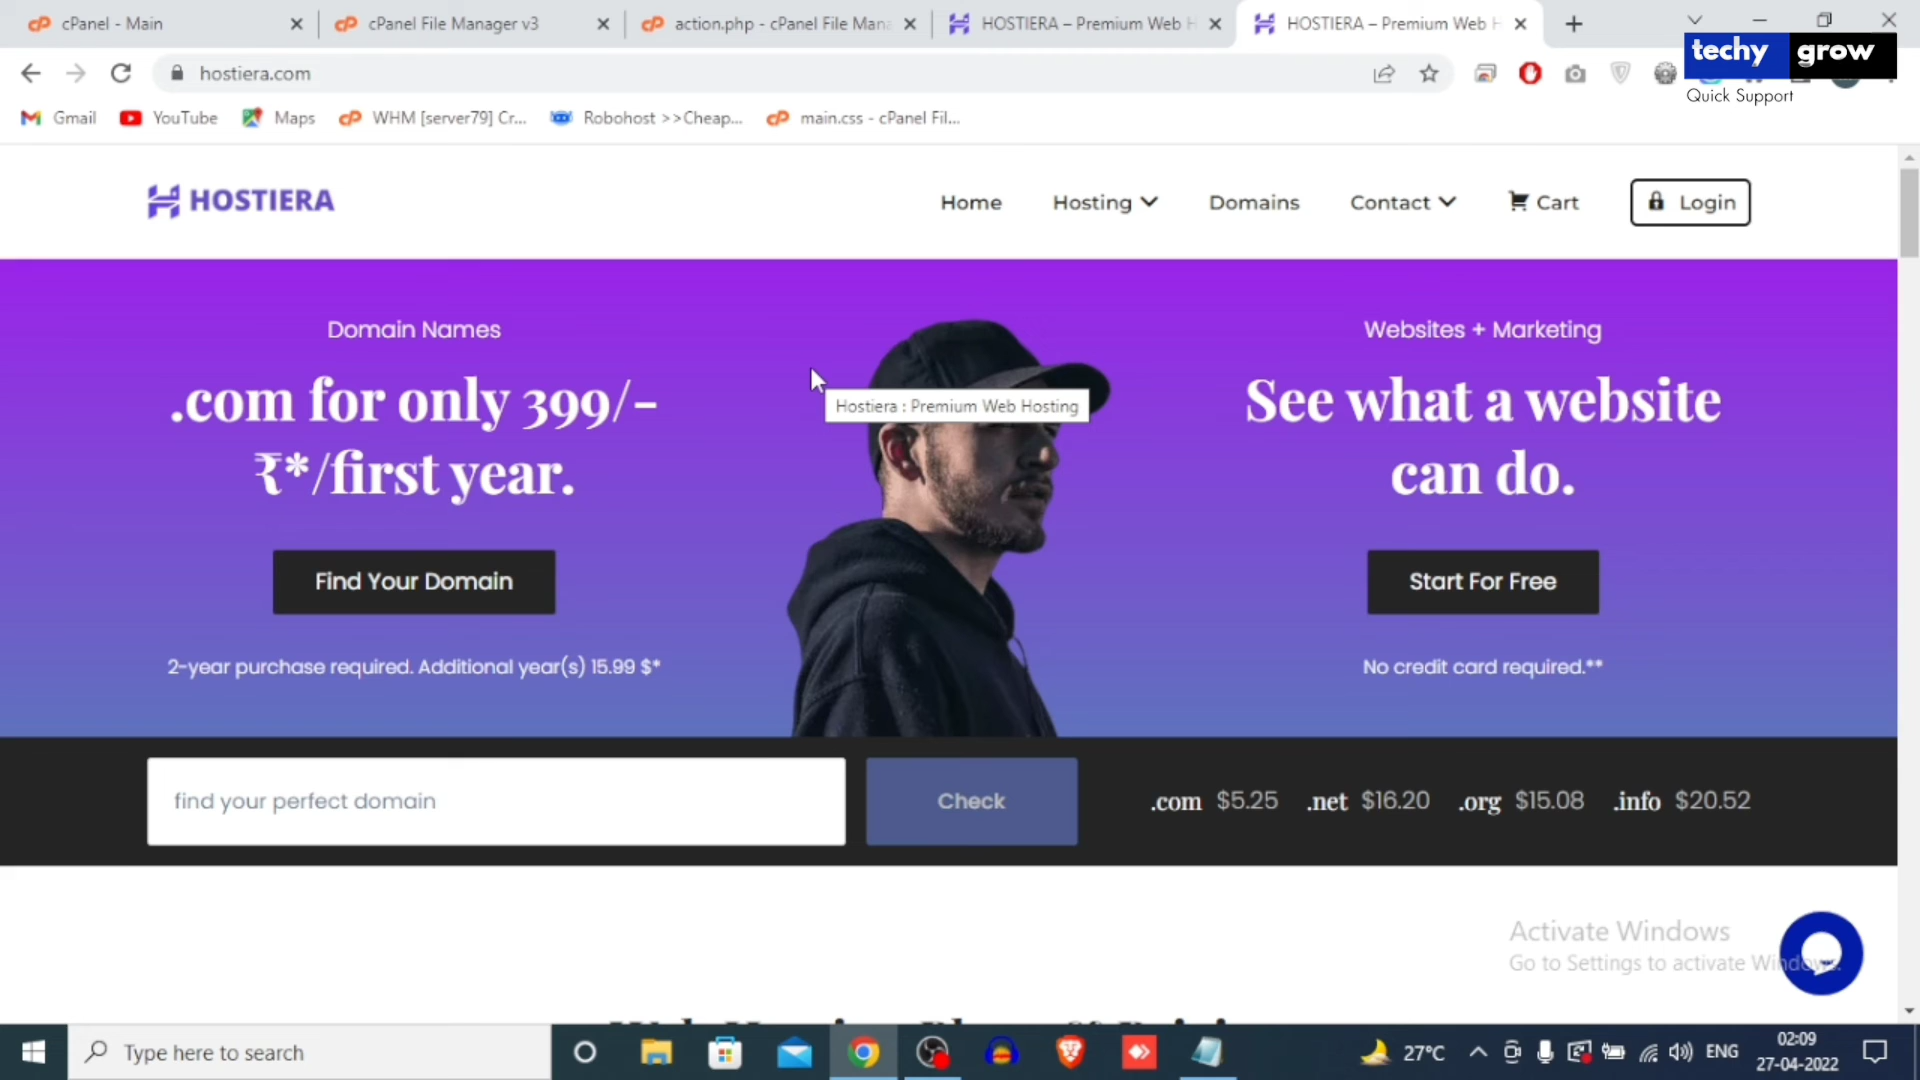 cPanel - Main
cPanel File Manager v3
action.php - cPanel File Mana
HOSTIERA – Premium Web H
HOSTIERA – Premium Web H
techy grow
Quick Support
hostiera.com
Gmail
YouTube
Maps
WHM [server79] Cr...
Robohost >>Cheap...
main.css - cPanel Fil...
HOSTIERA
Home
Hosting
Domains
Contact
Cart
Login
Domain Names
.com for only 399/-
₹*/first year.
Find Your Domain
2-year purchase required. Additional year(s) 15.99 $*
Hostiera : Premium Web Hosting
Websites + Marketing
See what a website
can do.
Start For Free
No credit card required.**
find your perfect domain
Check
.com $5.25 .net $16.20 .org $15.08 .info $20.52
Activate Windows
Go to Settings to activate Windows.
Type here to search
27°C
ENG
02:09
27-04-2022